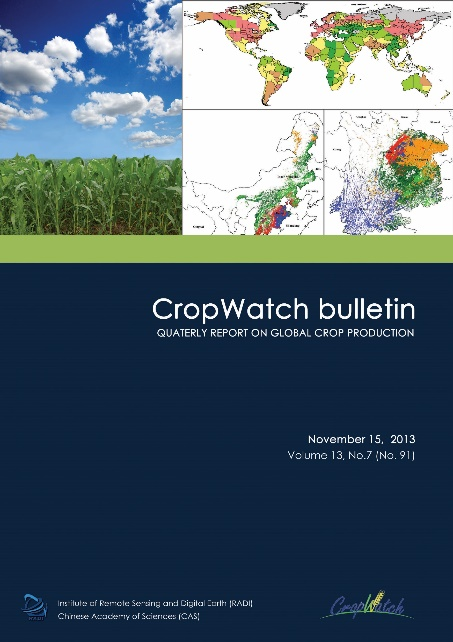 CropWatch bulletin
QUATERLY REPORT ON GLOBAL CROP PRODUCTION
November 15, 2013
Volume 13, No.7 (No. 91)
Institute of Remote Sensing and Digital Earth (RADI)
Chinese Academy of Sciences (CAS)
CropWatch